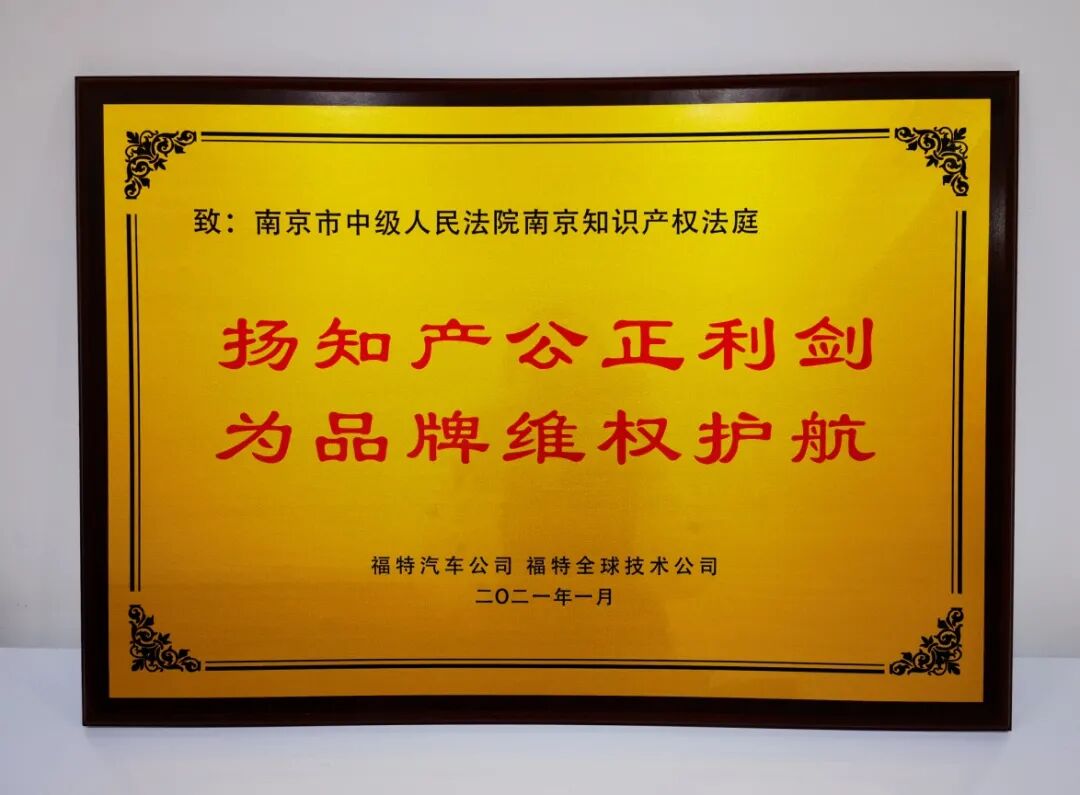 致：南京市中级人民法院南京知识产权法庭
扬知产公正利剑
为品牌维权护航
福特汽车公司 福特全球技术公司
二〇二一年一月